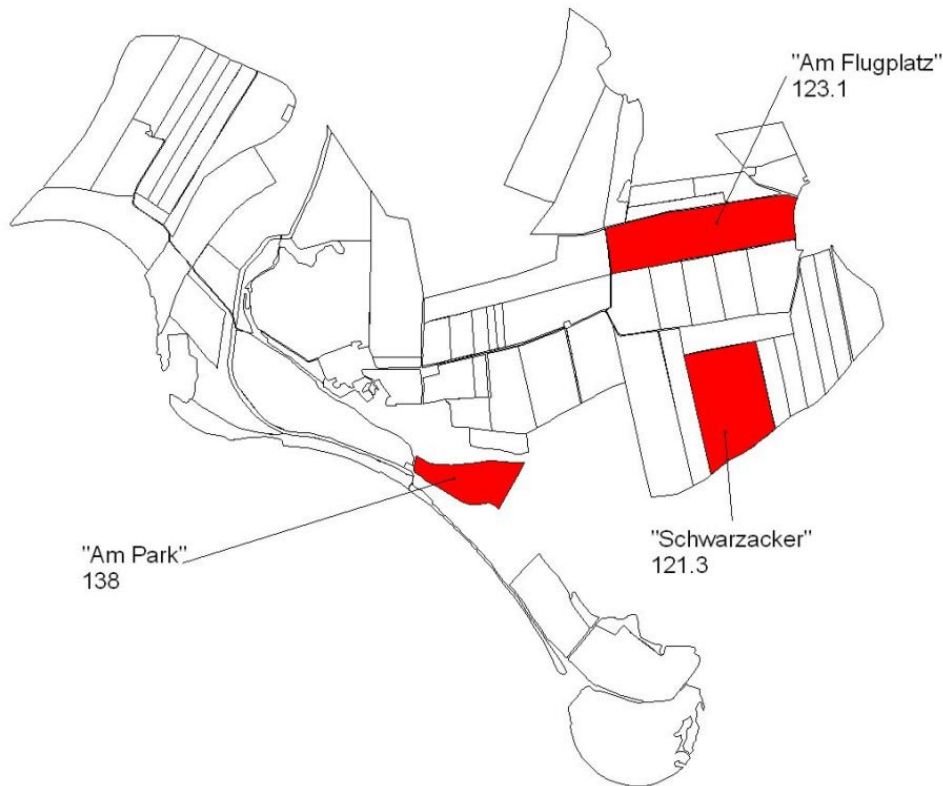 "Am Flugplatz"
123.1
"Am Park"
138
"Schwarzacker"
121.3